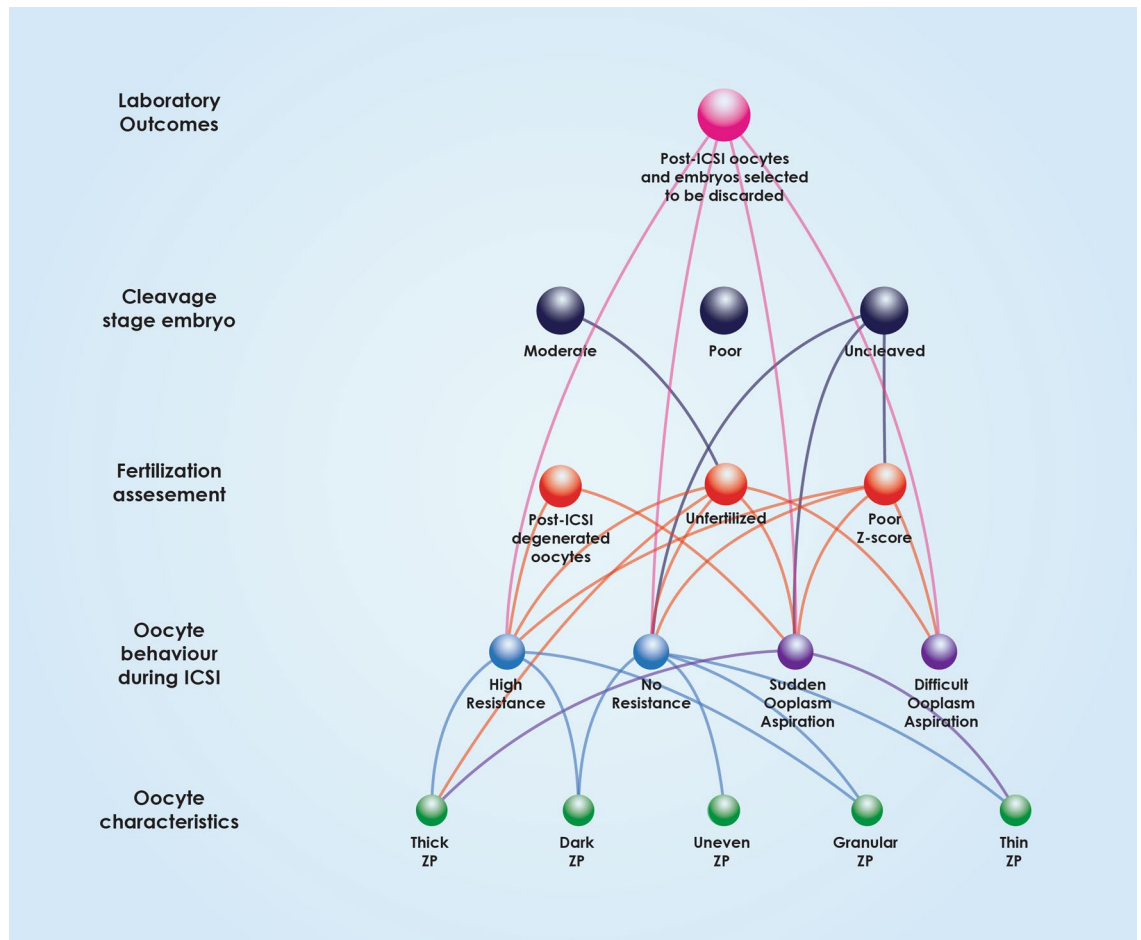 Laboratory
Outcomes
Post-ICSI oocytes
and embryos selected
to be discarded
Cleavage
stage embryo
Moderate
Poor
Uncleaved
Fertilization
assesement
Post-ICSI
degenerated
oocytes
Unfertilized
Poor
Z-score
Oocyte
behaviour
during ICSI
High
Resistance
No
Resistance
Sudden
Ooplasm
Aspiration
Difficult
Ooplasm
Aspiration
Oocyte
characteristics
Thick
ZP
Dark
ZP
Uneven
ZP
Granular
ZP
Thin
ZP